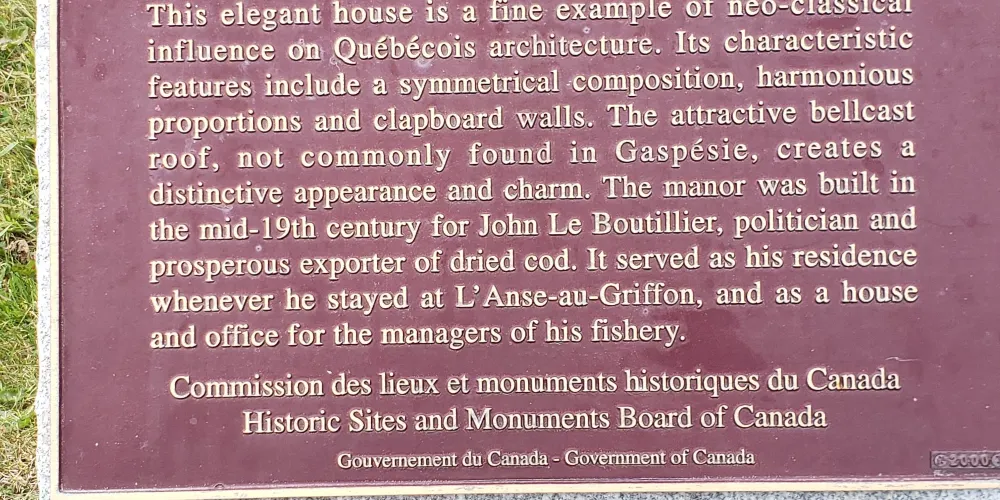 This elegant house is a fine example of neo-classical
influence on Québécois architecture. Its characteristic
features include a symmetrical composition, harmonious
proportions and clapboard walls. The attractive bellcast
roof, not commonly found in Gaspésie, creates a
distinctive appearance and charm. The manor was built in
the mid-19th century for John Le Boutillier, politician and
prosperous exporter of dried cod. It served as his residence
whenever he stayed at L'Anse-au-Griffon, and as a house
and office for the managers of his fishery.
Commission des lieux et monuments historiques du Canada
Historic Sites and Monuments Board of Canada
Gouvernement du Canada - Government of Canada
©2000